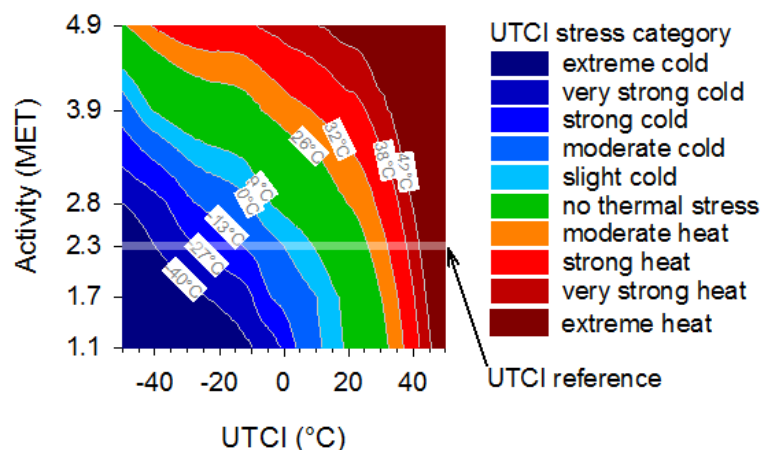 UTCI stress category
extreme cold
very strong cold
strong cold
moderate cold
slight cold
no thermal stress
moderate heat
strong heat
very strong heat
extreme heat
UTCI reference
Activity (MET)
4.9
3.9
2.8
2.3
1.7
1.1
-40°C
-27°C
-13°C
0°C
9°C
26°C
32°C
38°C
42°C
-40 -20 0 20 40
UTCI (°C)